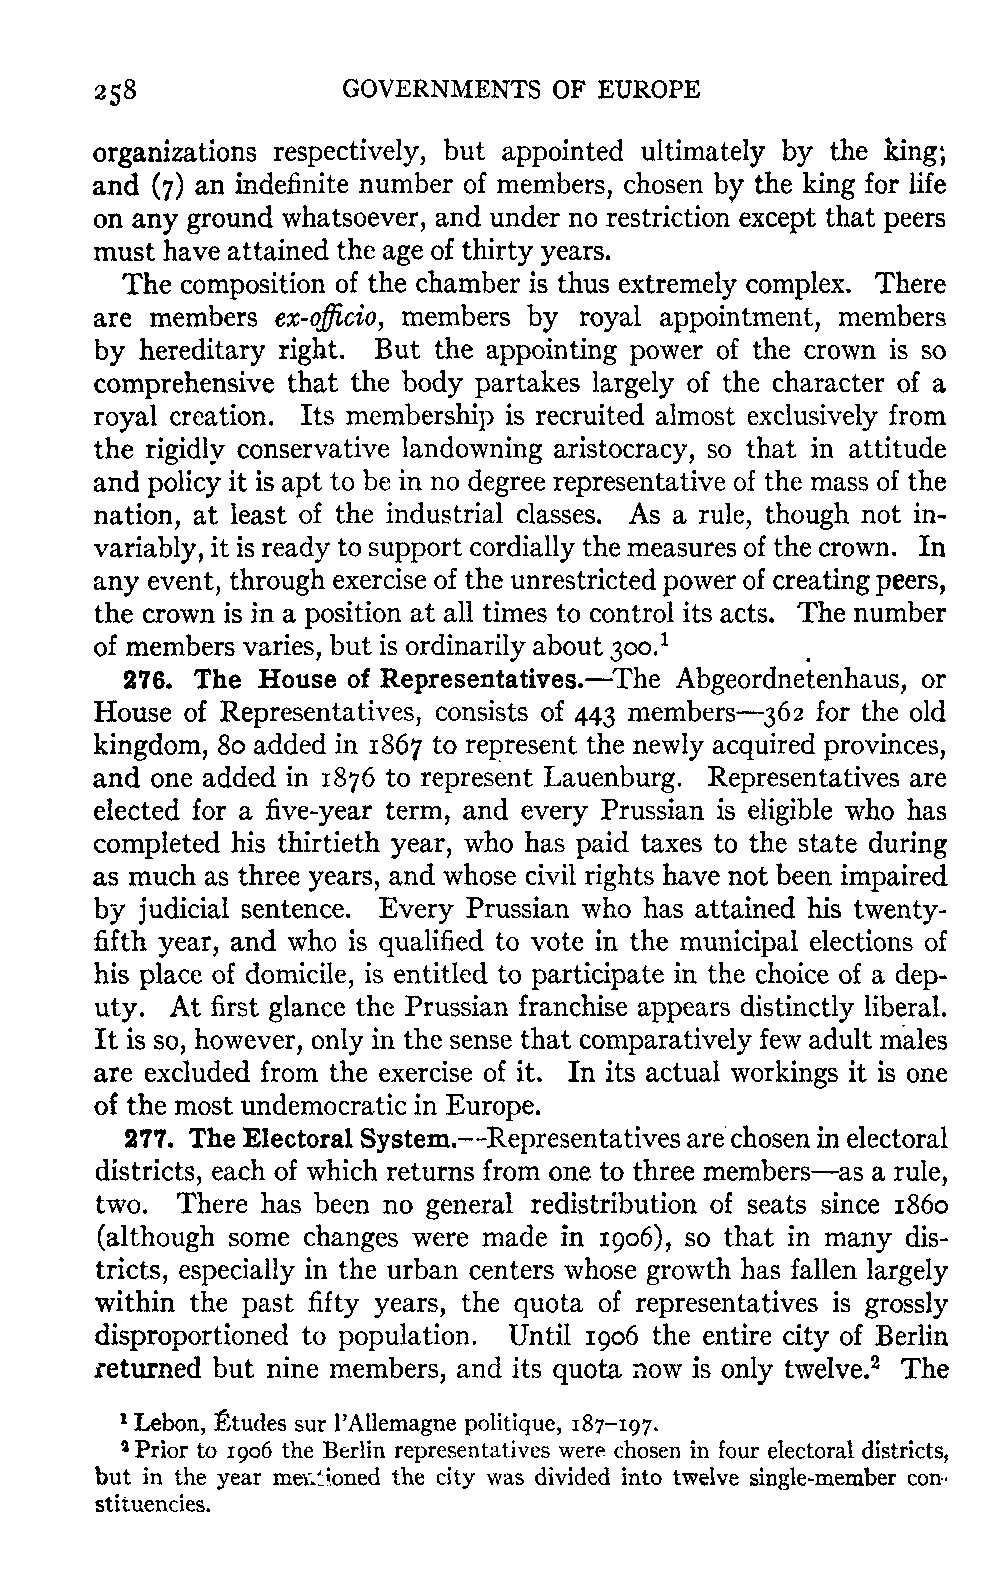 258 GOVERNMENTS OF EUROPE
organizations respectively, but appointed ultimately by the king;
and (7) an indefinite number of members, chosen by the king for life
on any ground whatsoever, and under no restriction except that peers
must have attained the age of thirty years.
The composition of the chamber is thus extremely complex. There
are members ex-officio, members by royal appointment, members
by hereditary right. But the appointing power of the crown is so
comprehensive that the body partakes largely of the character of a
royal creation. Its membership is recruited almost exclusively from
the rigidly conservative landowning aristocracy, so that in attitude
and policy it is apt to be in no degree representative of the mass of the
nation, at least of the industrial classes. As a rule, though not in-
variably, it is ready to support cordially the measures of the crown. In
any event, through exercise of the unrestricted power of creating peers,
the crown is in a position at all times to control its acts. The number
of members varies, but is ordinarily about 300.¹
276. The House of Representatives.—The Abgeordnetenhaus, or
House of Representatives, consists of 443 members—362 for the old
kingdom, 80 added in 1867 to represent the newly acquired provinces,
and one added in 1876 to represent Lauenburg. Representatives are
elected for a five-year term, and every Prussian is eligible who has
completed his thirtieth year, who has paid taxes to the state during
as much as three years, and whose civil rights have not been impaired
by judicial sentence. Every Prussian who has attained his twenty-
fifth year, and who is qualified to vote in the municipal elections of
his place of domicile, is entitled to participate in the choice of a dep-
uty. At first glance the Prussian franchise appears distinctly liberal.
It is so, however, only in the sense that comparatively few adult males
are excluded from the exercise of it. In its actual workings it is one
of the most undemocratic in Europe.
277. The Electoral System.—Representatives are chosen in electoral
districts, each of which returns from one to three members—as a rule,
two. There has been no general redistribution of seats since 1860
(although some changes were made in 1906), so that in many dis-
tricts, especially in the urban centers whose growth has fallen largely
within the past fifty years, the quota of representatives is grossly
disproportioned to population. Until 1906 the entire city of Berlin
returned but nine members, and its quota now is only twelve.² The
¹ Lebon, Études sur l'Allemagne politique, 187–197.
² Prior to 1906 the Berlin representatives were chosen in four electoral districts,
but in the year mentioned the city was divided into twelve single-member con-
stituencies.